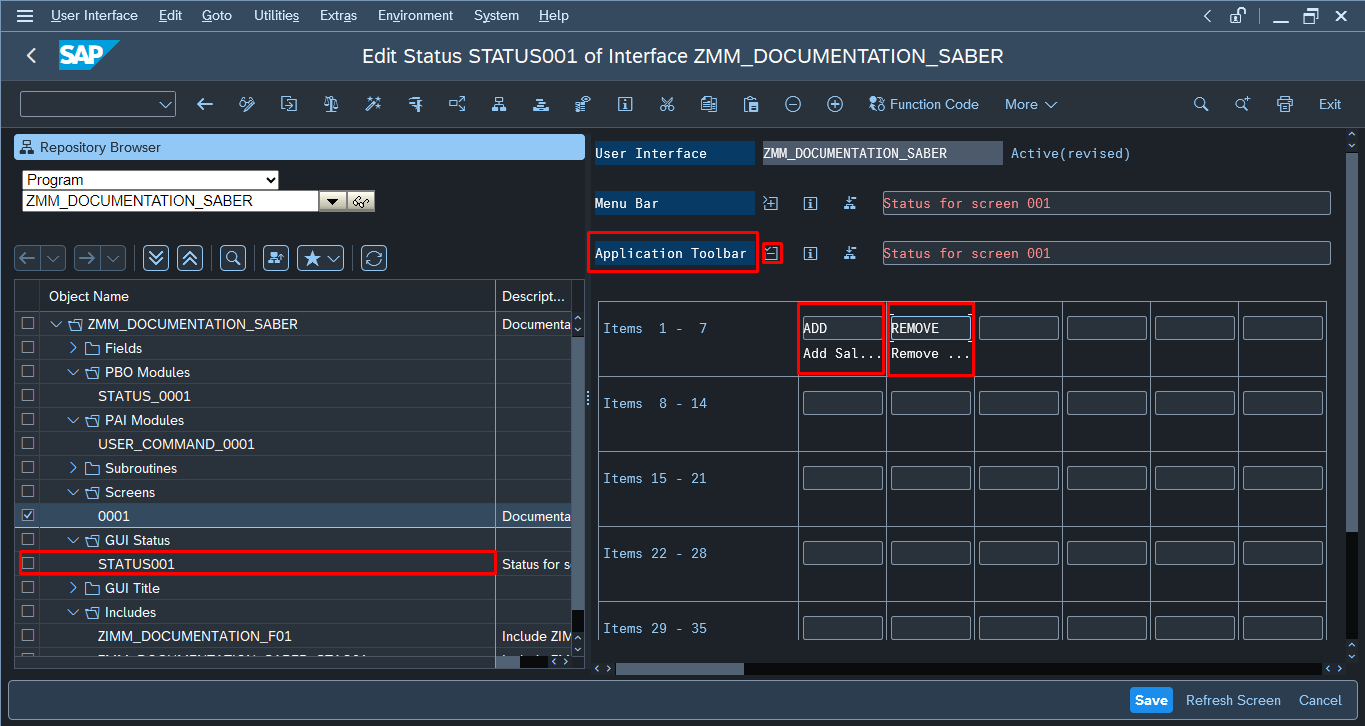 User Interface Edit Goto Utilities Extras Environment System Help
SAP Edit Status STATUS001 of Interface ZMM_DOCUMENTATION_SABER
Function Code More Exit
Repository Browser
Program
ZMM_DOCUMENTATION_SABER
Object Name Descript...
ZMM_DOCUMENTATION_SABER Documenta
Fields
PBO Modules
STATUS_0001
PAI Modules
USER_COMMAND_0001
Subroutines
Screens
0001 Documenta
GUI Status
STATUS001 Status for s
GUI Title
Includes
ZIMM_DOCUMENTATION_F01 Include ZIM
User Interface ZMM_DOCUMENTATION_SABER Active(revised)
Menu Bar Status for screen 001
Application Toolbar Status for screen 001
Items 1 - 7 ADD REMOVE
Add Sal... Remove ...
Items 8 - 14
Items 15 - 21
Items 22 - 28
Items 29 - 35
Save Refresh Screen Cancel